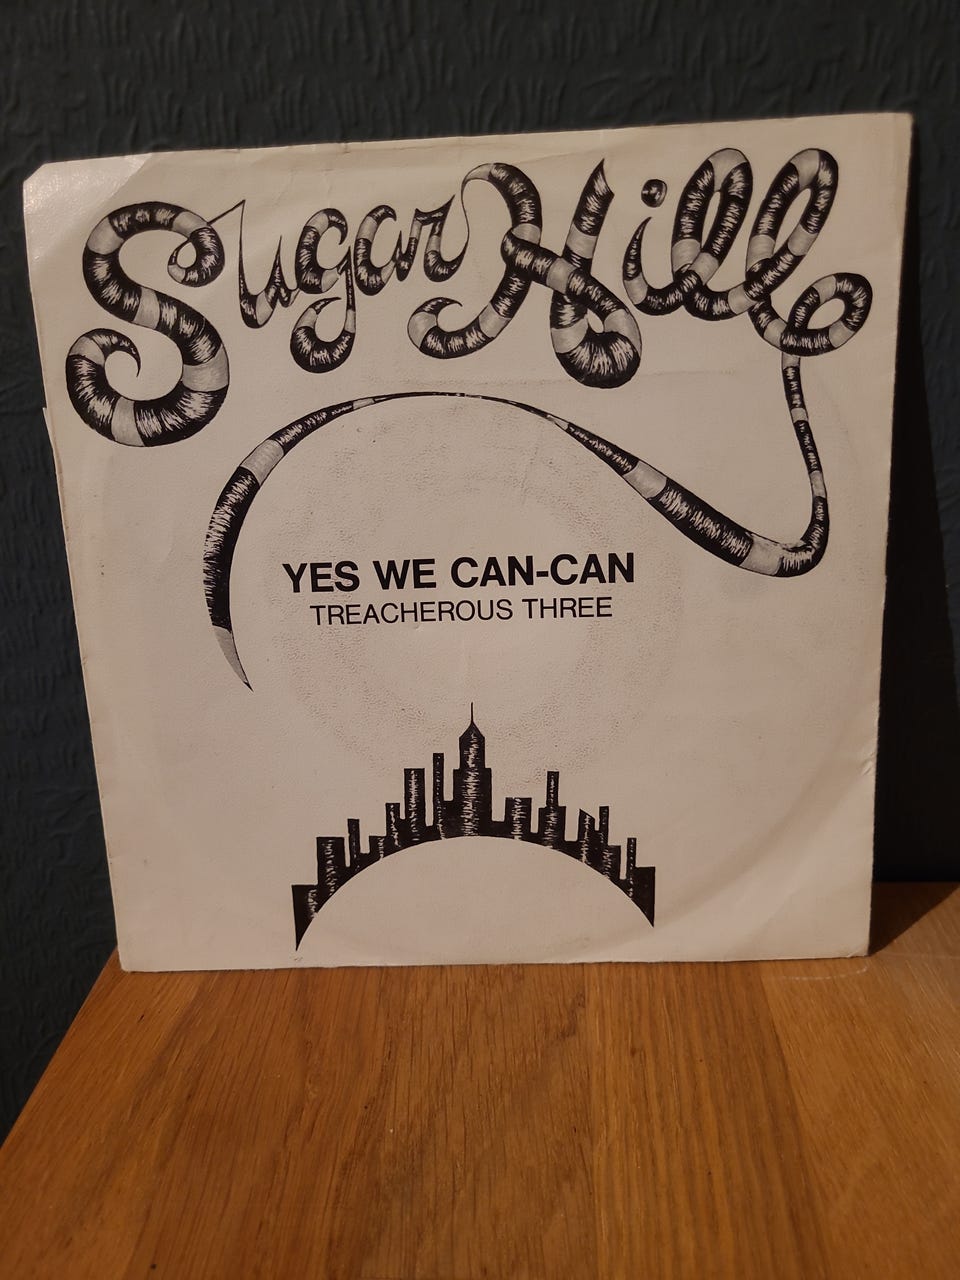 Sugar Hill
YES WE CAN-CAN
TREACHEROUS THREE